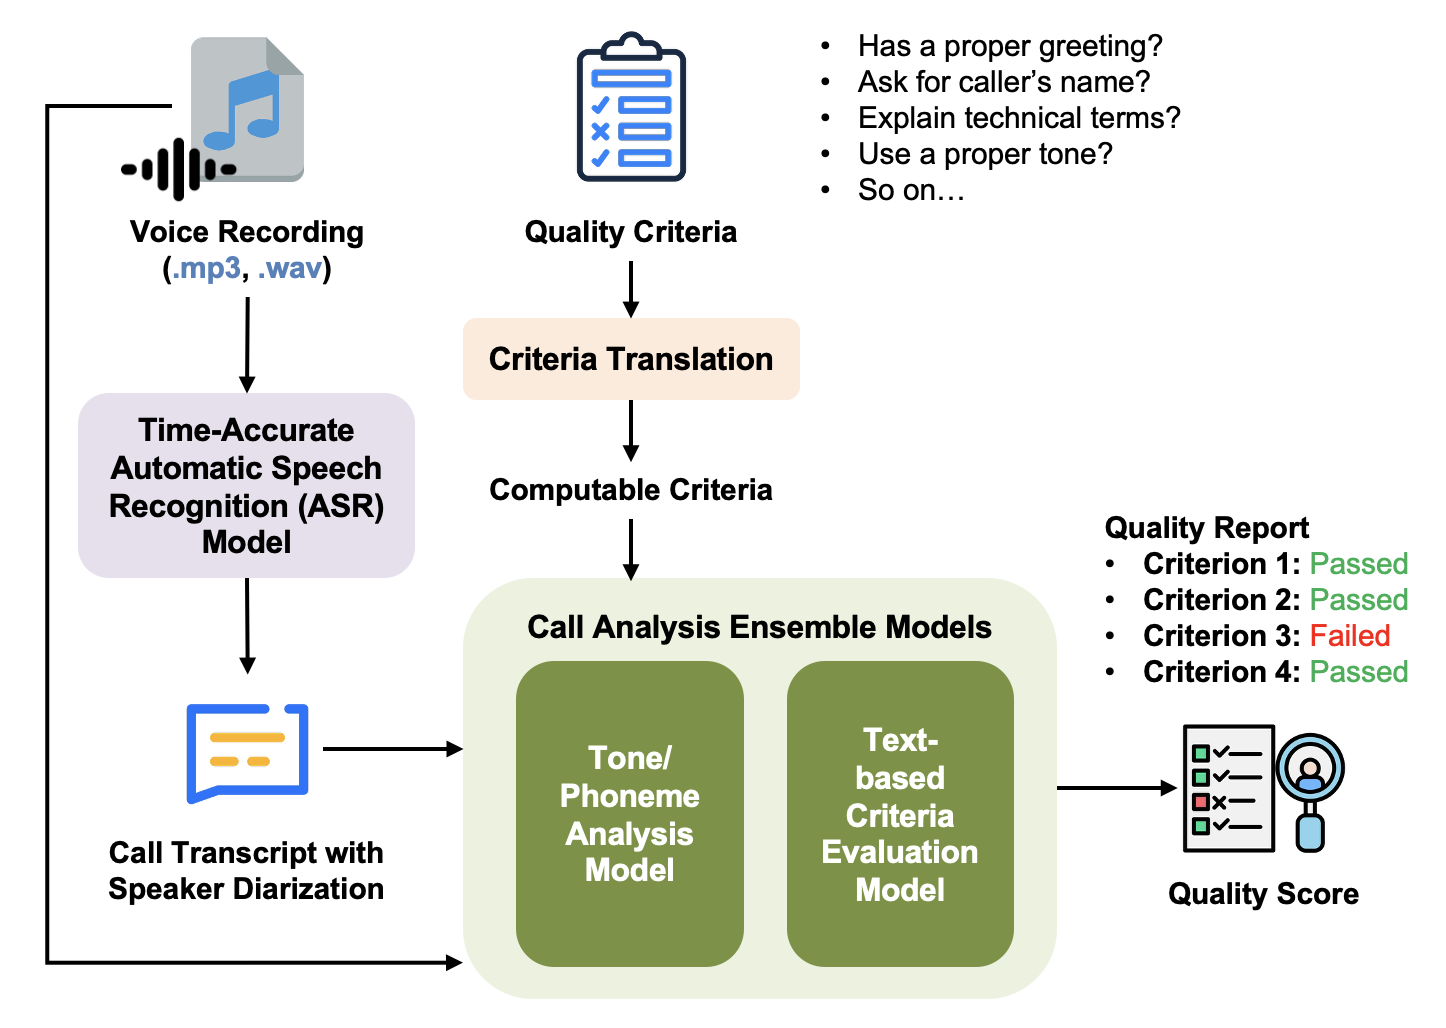 • Has a proper greeting?
• Ask for caller's name?
• Explain technical terms?
• Use a proper tone?
• So on…
Voice Recording
(.mp3, .wav)
Quality Criteria
Criteria Translation
Time-Accurate
Automatic Speech
Recognition (ASR)
Model
Computable Criteria
Call Transcript with
Speaker Diarization
Call Analysis Ensemble Models
Tone/
Phoneme
Analysis
Model
Text-
based
Criteria
Evaluation
Model
Quality Report
• Criterion 1: Passed
• Criterion 2: Passed
• Criterion 3: Failed
• Criterion 4: Passed
Quality Score